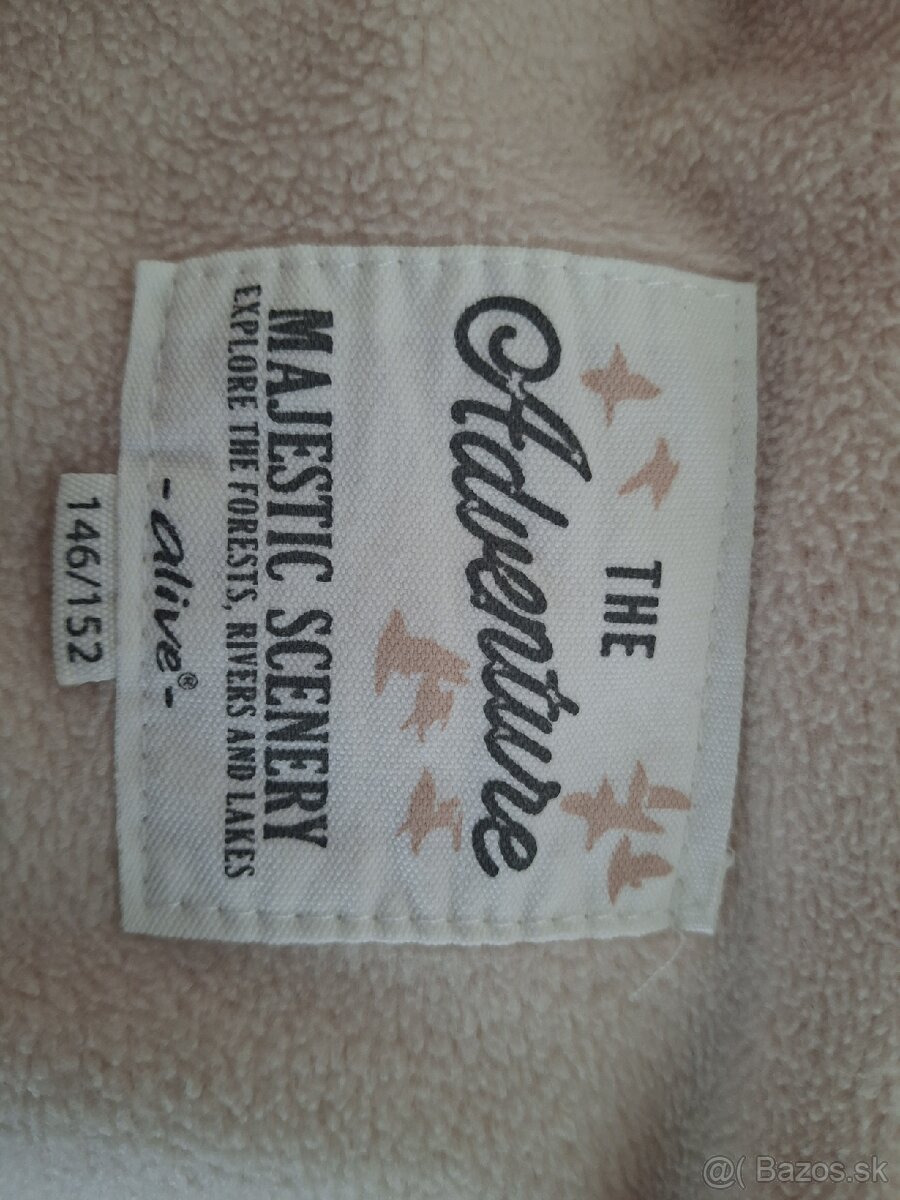 THE
Adventure
MAJESTIC SCENERY
EXPLORE THE FORESTS, RIVERS AND LAKES
-alive®-
146/152
@( Bazos.sk